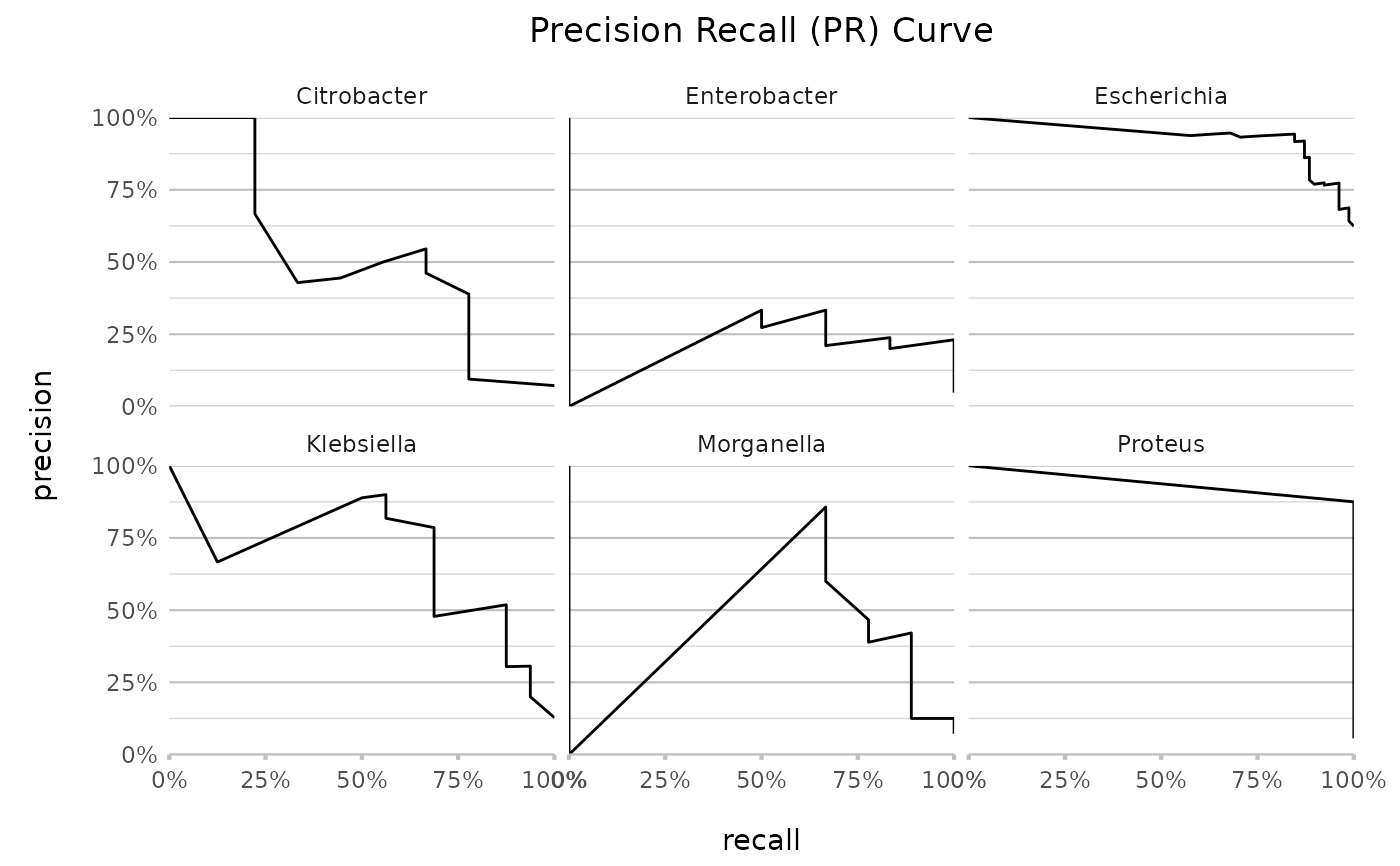 Precision Recall (PR) Curve
Citrobacter Enterobacter Escherichia
100%
75%
50%
25%
0%
Klebsiella Morganella Proteus
100%
75%
50%
25%
0%
0% 25% 50% 75% 100% 0% 25% 50% 75% 100% 0% 25% 50% 75% 100%
precision
recall